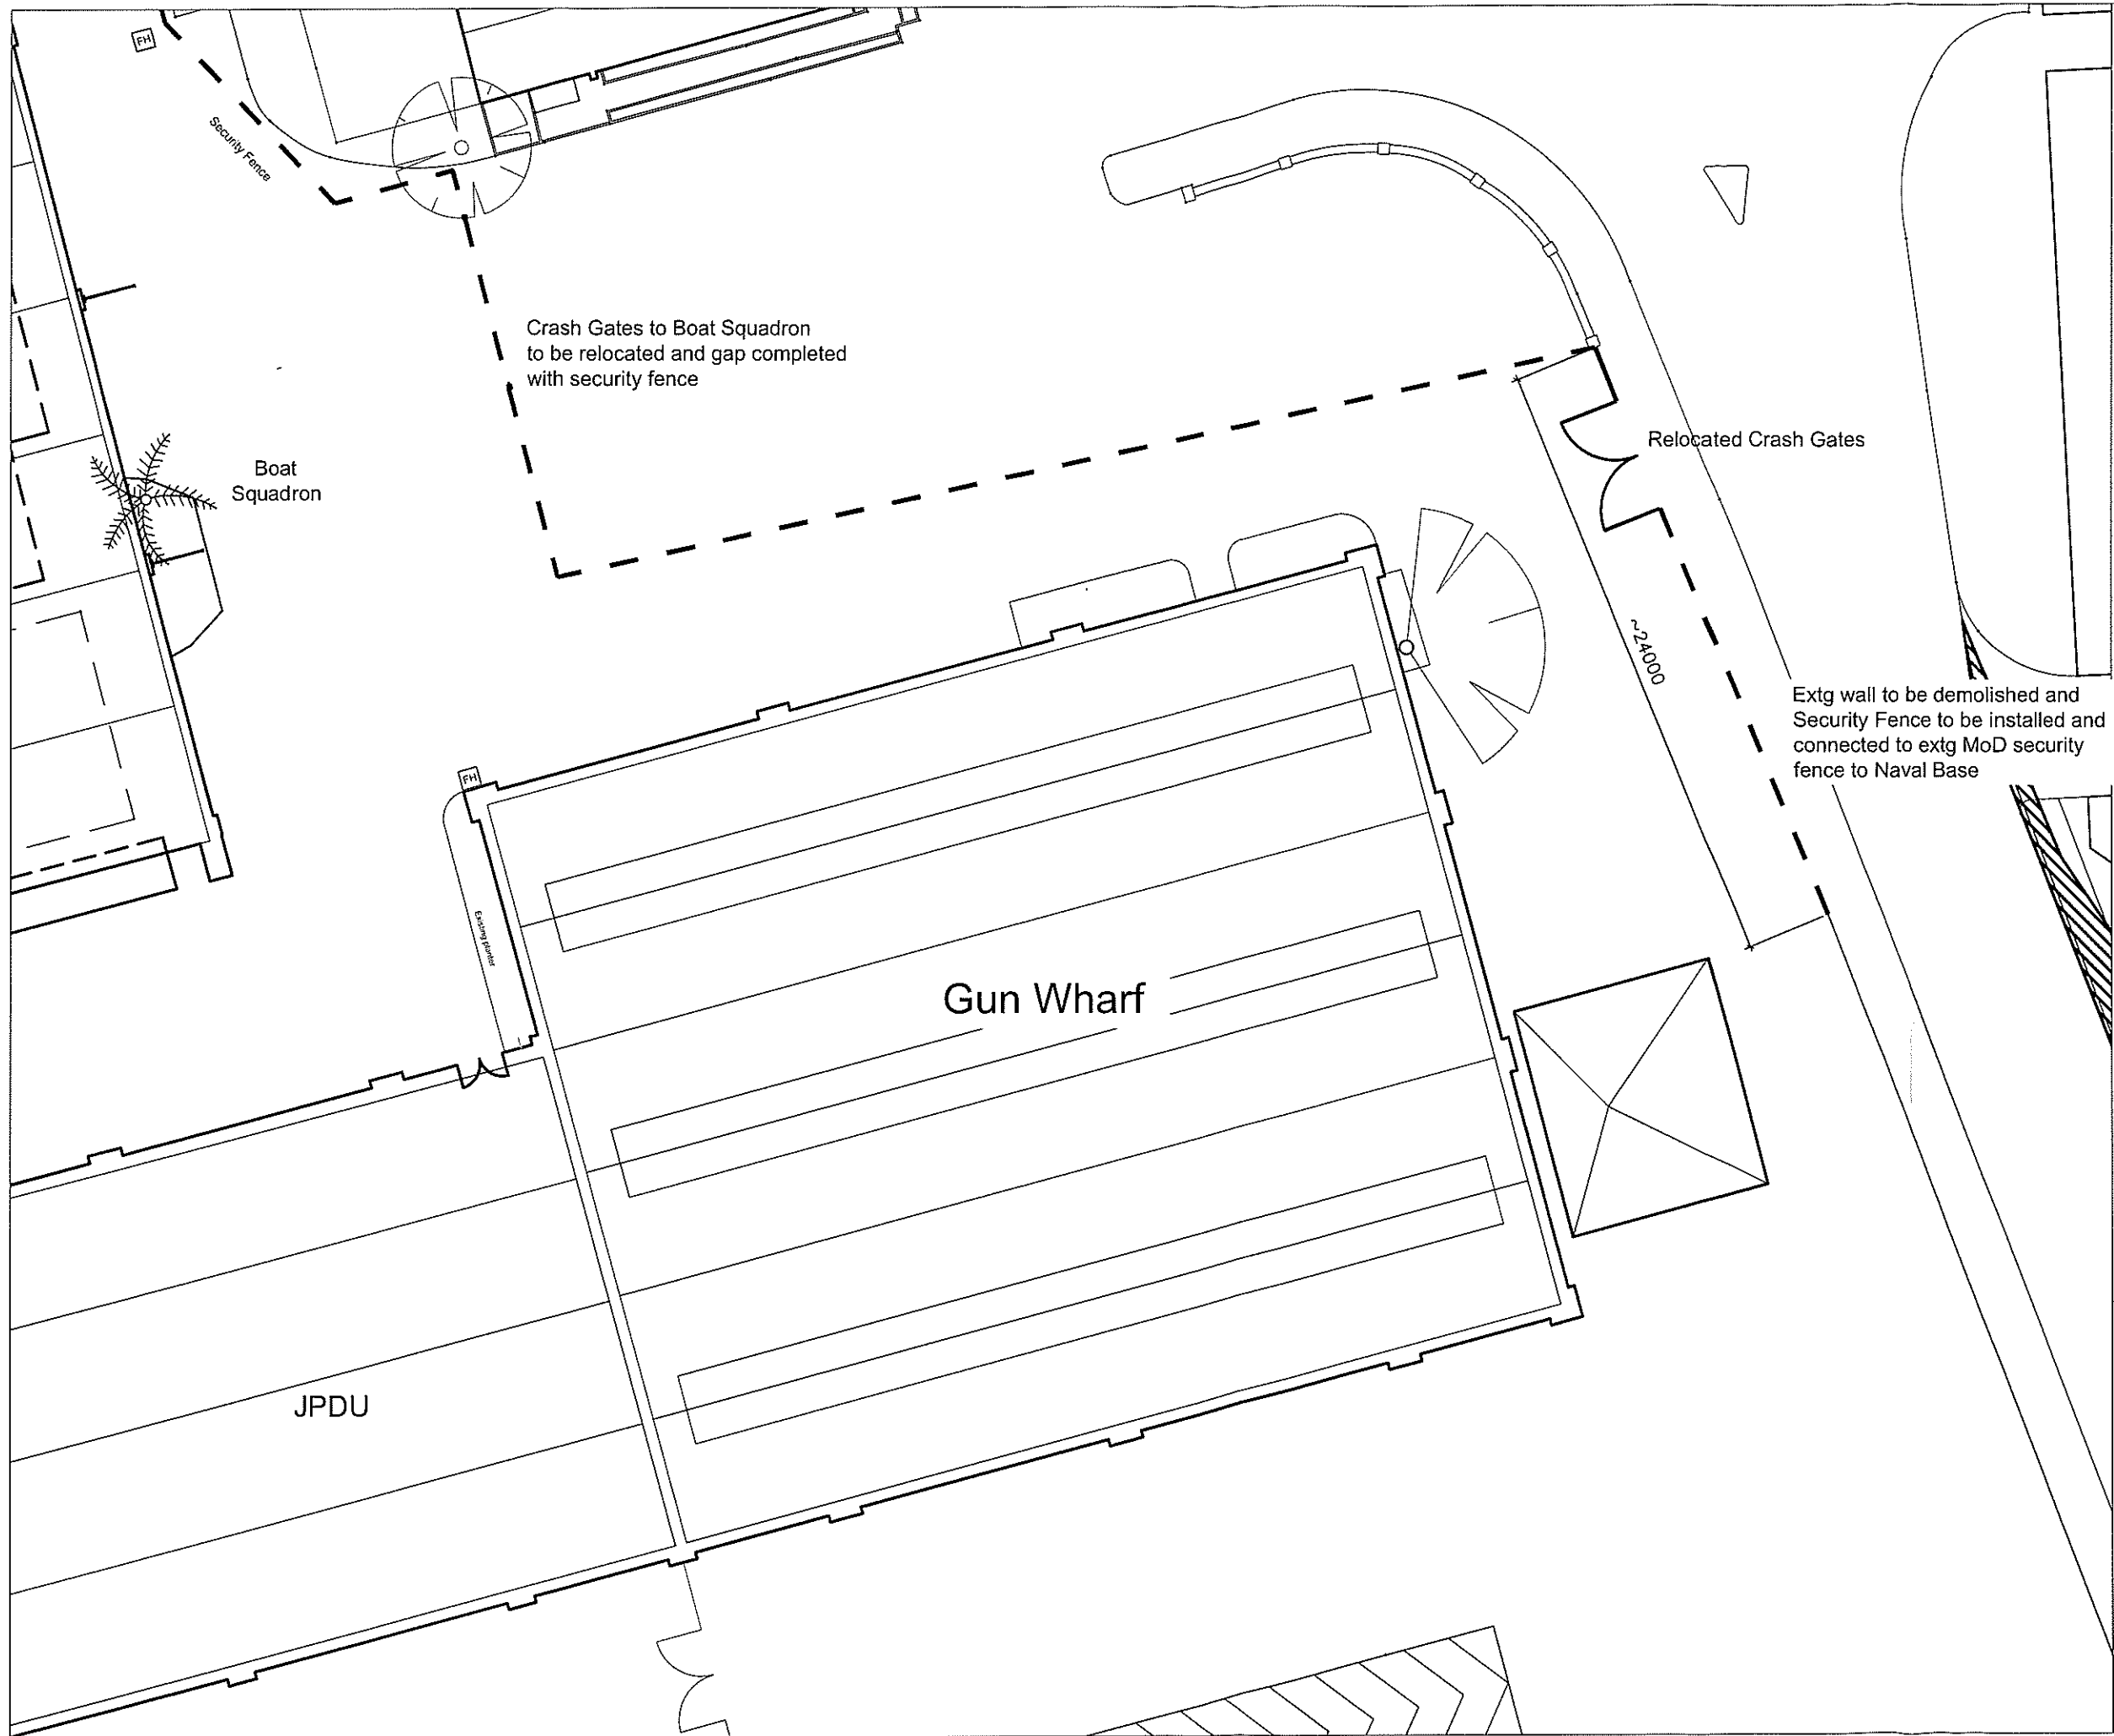 FH
Security Fence
Crash Gates to Boat Squadron
to be relocated and gap completed
with security fence
Relocated Crash Gates
Boat
Squadron
~24000
Extg wall to be demolished and
Security Fence to be installed and
connected to extg MoD security
fence to Naval Base
FH
Existing planter
Gun Wharf
JPDU